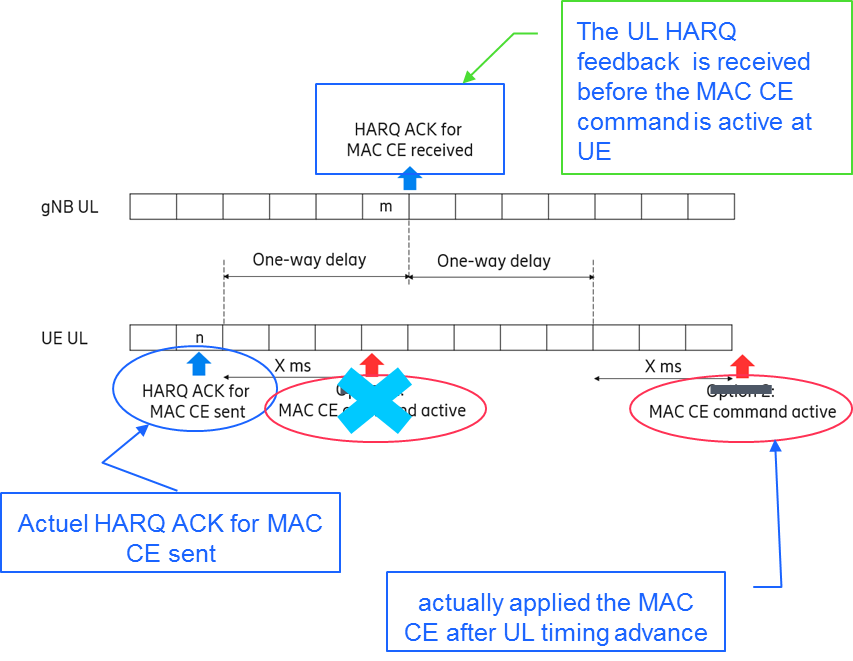 The UL HARQ
feedback is received
before the MAC CE
command is active at
UE
HARQ ACK for
MAC CE received
gNB UL
m
One-way delay
One-way delay
UE UL
n
X ms
X ms
HARQ ACK for
MAC CE sent
MAC CE command active
Option 2:
MAC CE command active
Actuel HARQ ACK for MAC
CE sent
actually applied the MAC
CE after UL timing advance